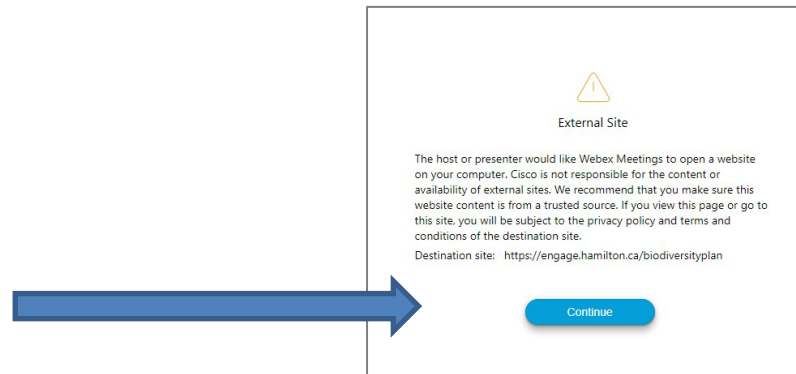 External Site
The host or presenter would like Webex Meetings to open a website
on your computer. Cisco is not responsible for the content or
availability of external sites. We recommend that you make sure this
website content is from a trusted source. If you view this page or go to
this site, you will be subject to the privacy policy and terms and
conditions of the destination site.
Destination site: https://engage.hamilton.ca/biodiversityplan
Continue